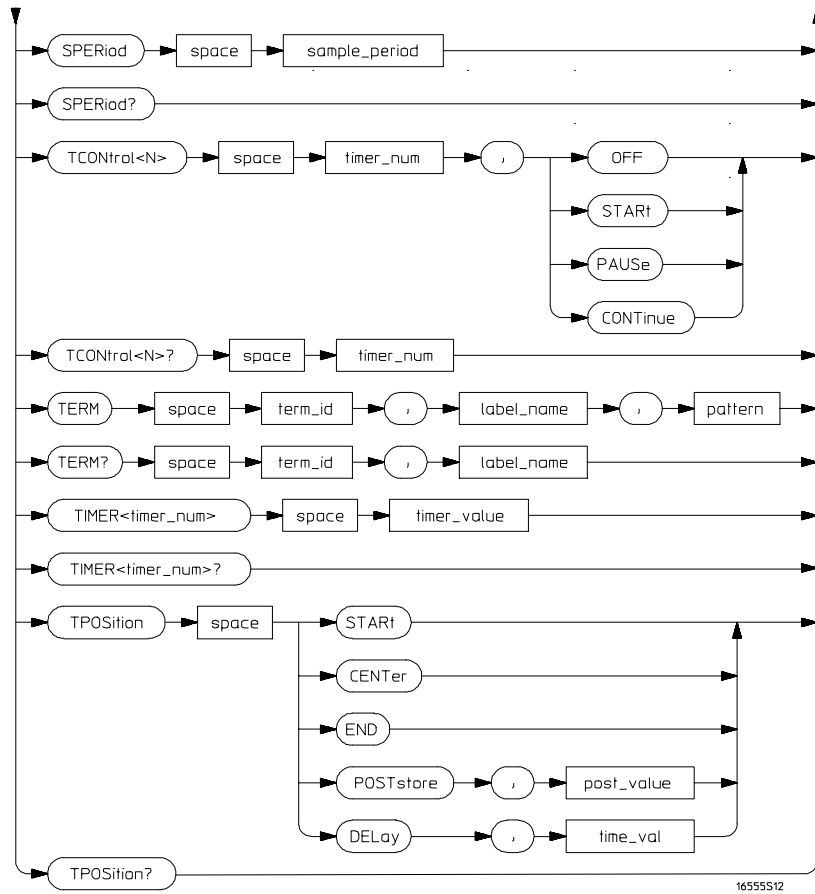 SPERiod space sample_period
SPERiod?
TCONtrol<N> space timer_num , OFF
STARt
PAUSe
CONTinue
TCONtrol<N>? space timer_num
TERM space term_id , label_name , pattern
TERM? space term_id , label_name
TIMER<timer_num> space timer_value
TIMER<timer_num>?
TPOSition space STARt
CENTer
END
POSTstore , post_value
DELay , time_val
TPOSition?
16555S12